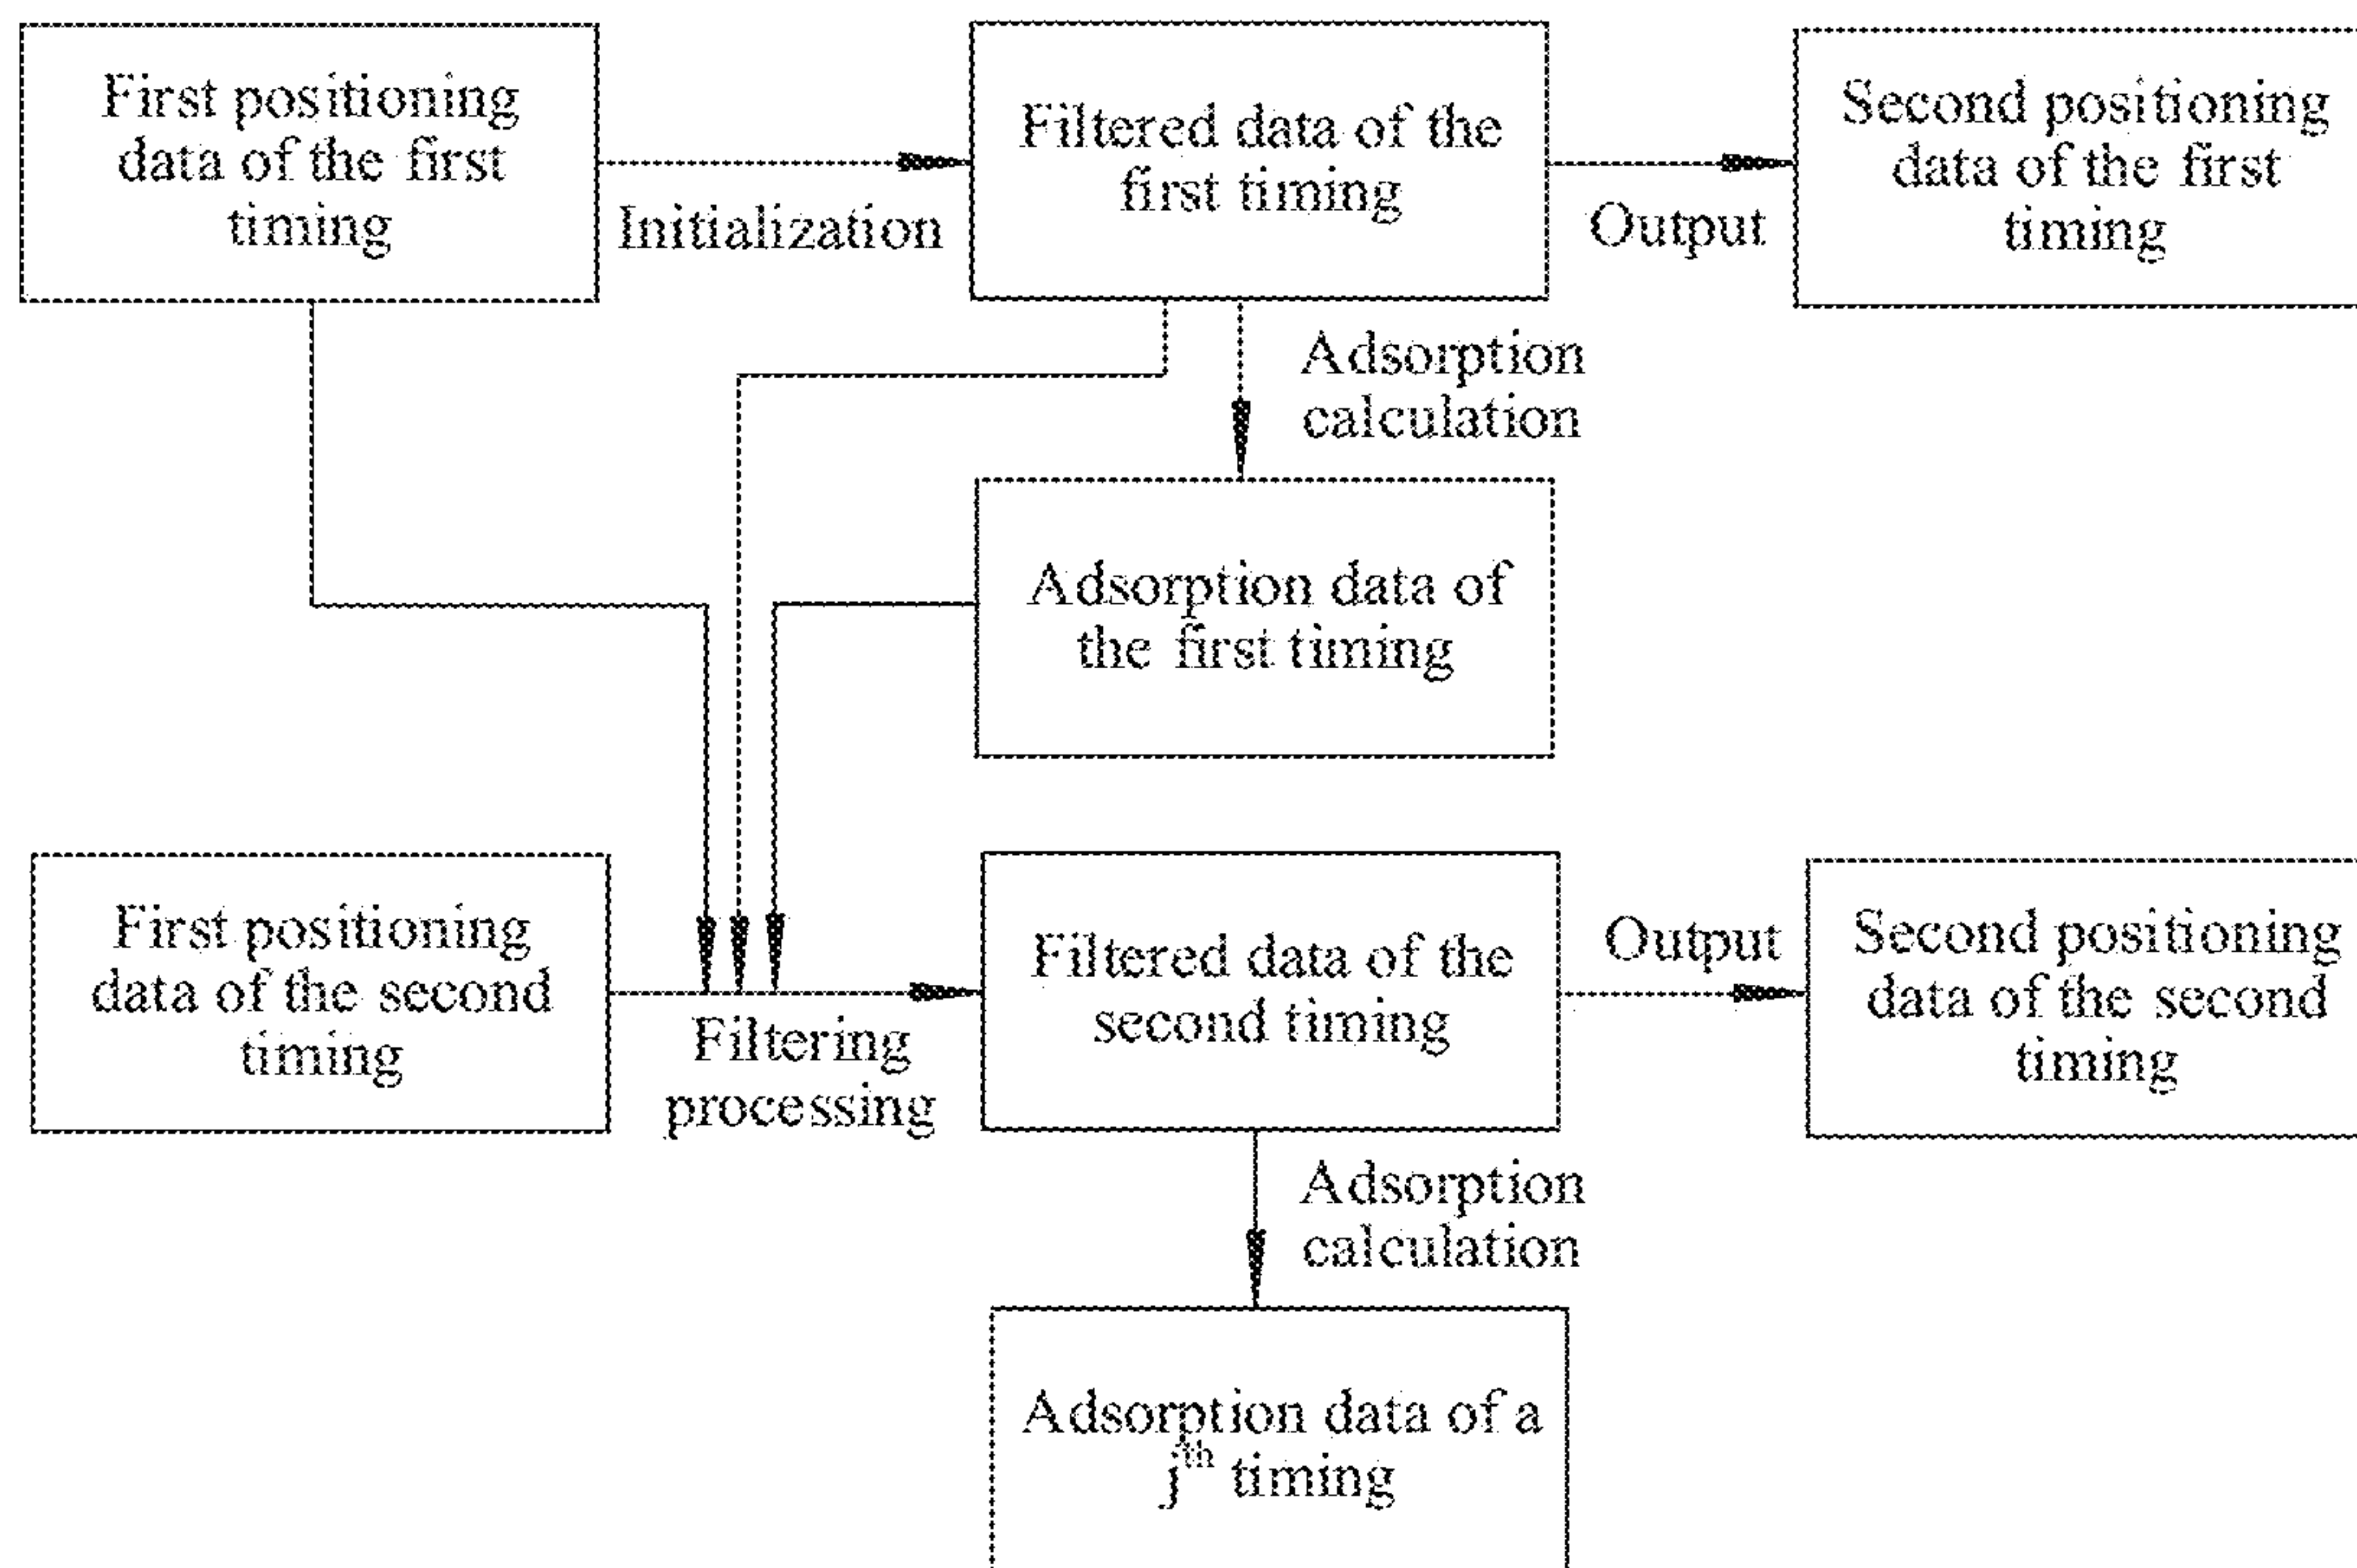 First positioning
data of the first
timing
Initialization
Filtered data of the
first timing
Output
Second positioning
data of the first
timing
Adsorption
calculation
Adsorption data of
the first timing
First positioning
data of the second
timing
Filtering
processing
Filtered data of the
second timing
Output
Second positioning
data of the second
timing
Adsorption
calculation
Adsorption data of a
jth timing